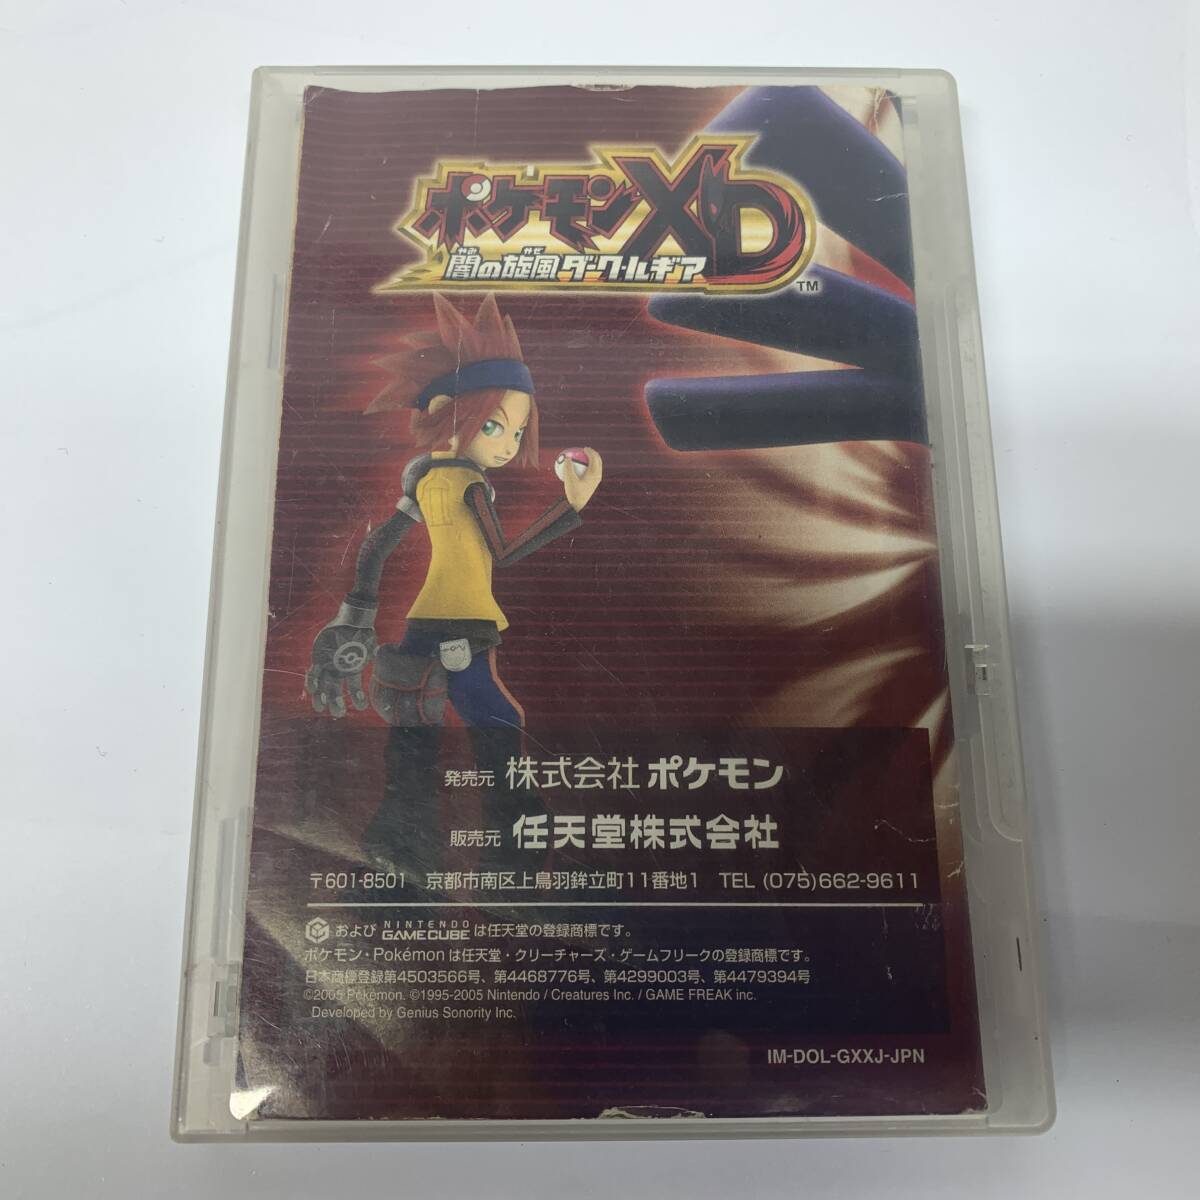 ポケモンXD
やみ かぜ
闇の旋風ダーク・ルギア
TM
発売元 株式会社 ポケモン
販売元 任天堂株式会社
〒601-8501 京都市南区上鳥羽鉾立町11番地1 TEL (075)662-9611
および NINTENDO GAMECUBE は任天堂の登録商標です。
ポケモン・Pokémon は任天堂・クリーチャーズ・ゲームフリークの登録商標です。
日本商標登録第4503566号、第4468776号、第4299003号、第4479394号
©2005 Pokémon. ©1995-2005 Nintendo / Creatures Inc. / GAME FREAK inc.
Developed by Genius Sonority Inc.
IM-DOL-GXXJ-JPN